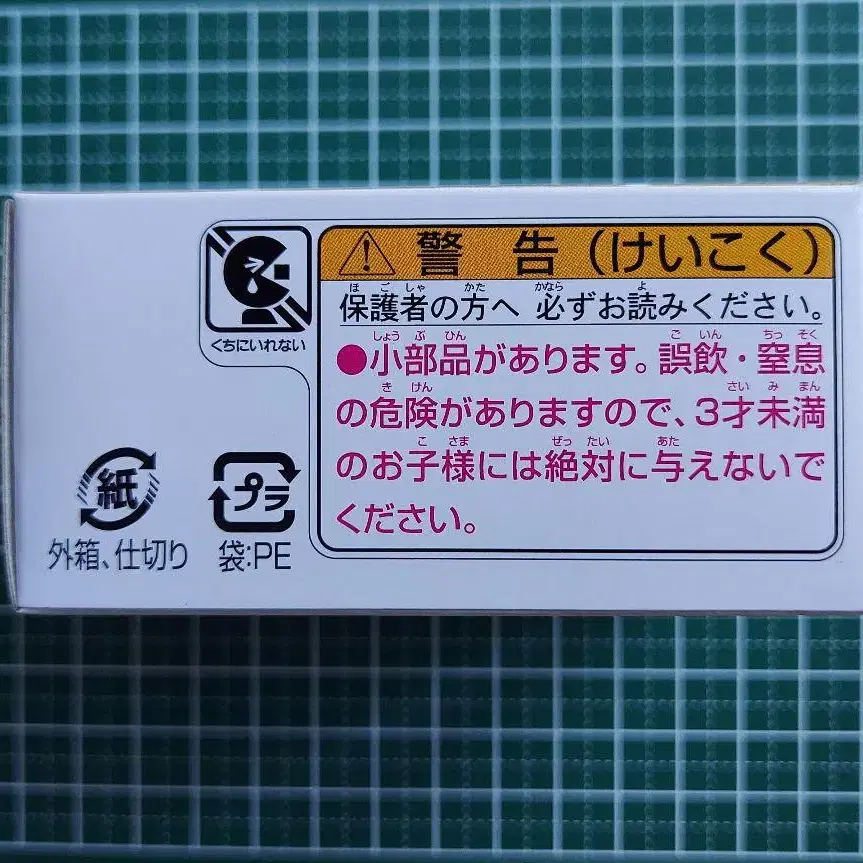 警告(けいこく)
保護者の方へ 必ずお読みください。
●小部品があります。誤飲・窒息
の危険がありますので、3才未満
のお子様には絶対に与えないで
ください。
くちにいれない
紙
外箱、仕切り
プラ
袋:PE